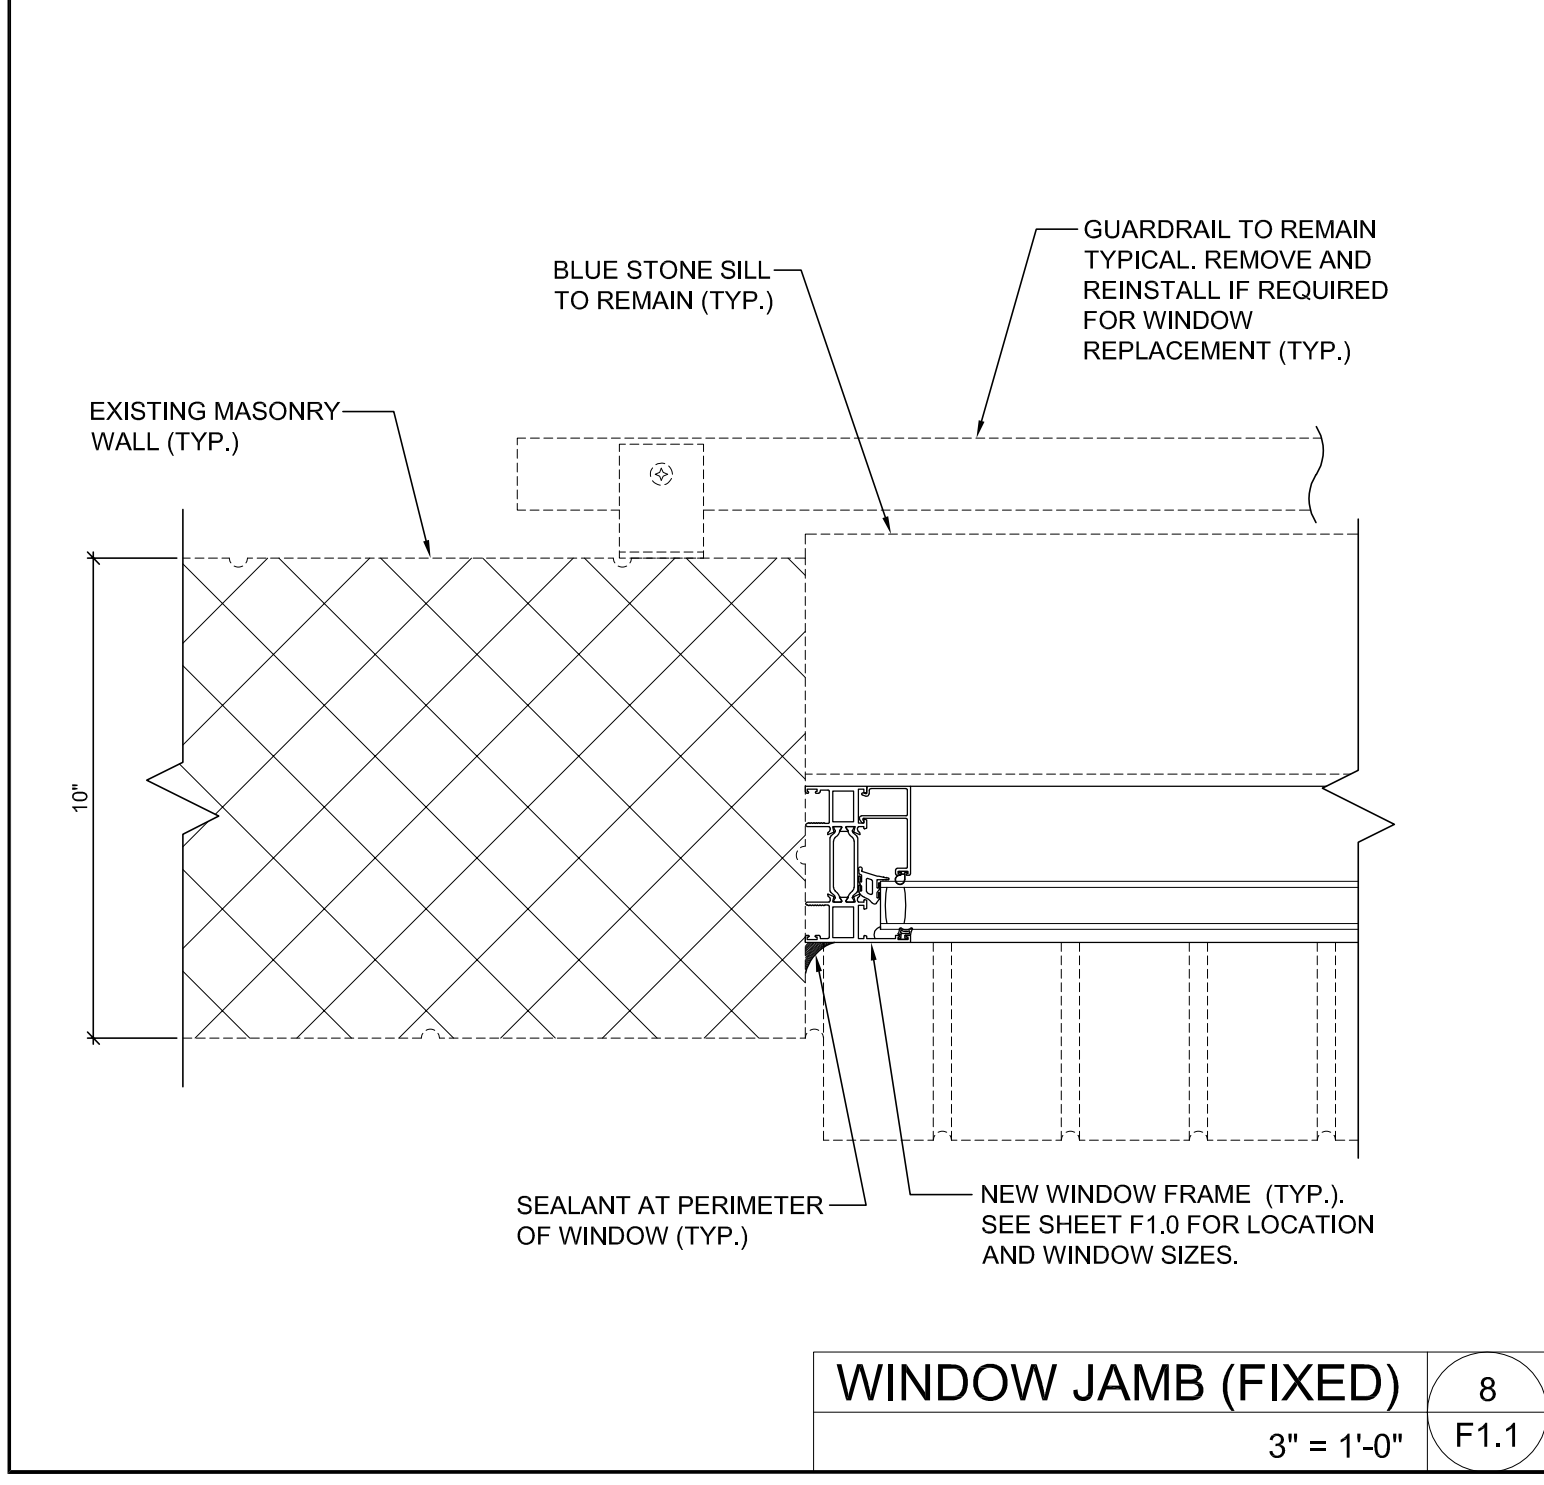 GUARDRAIL TO REMAIN
TYPICAL. REMOVE AND
REINSTALL IF REQUIRED
FOR WINDOW
REPLACEMENT (TYP.)
BLUE STONE SILL
TO REMAIN (TYP.)
EXISTING MASONRY
WALL (TYP.)
10"
SEALANT AT PERIMETER
OF WINDOW (TYP.)
NEW WINDOW FRAME (TYP.).
SEE SHEET F1.0 FOR LOCATION
AND WINDOW SIZES.
WINDOW JAMB (FIXED)
8
3" = 1'-0"
F1.1